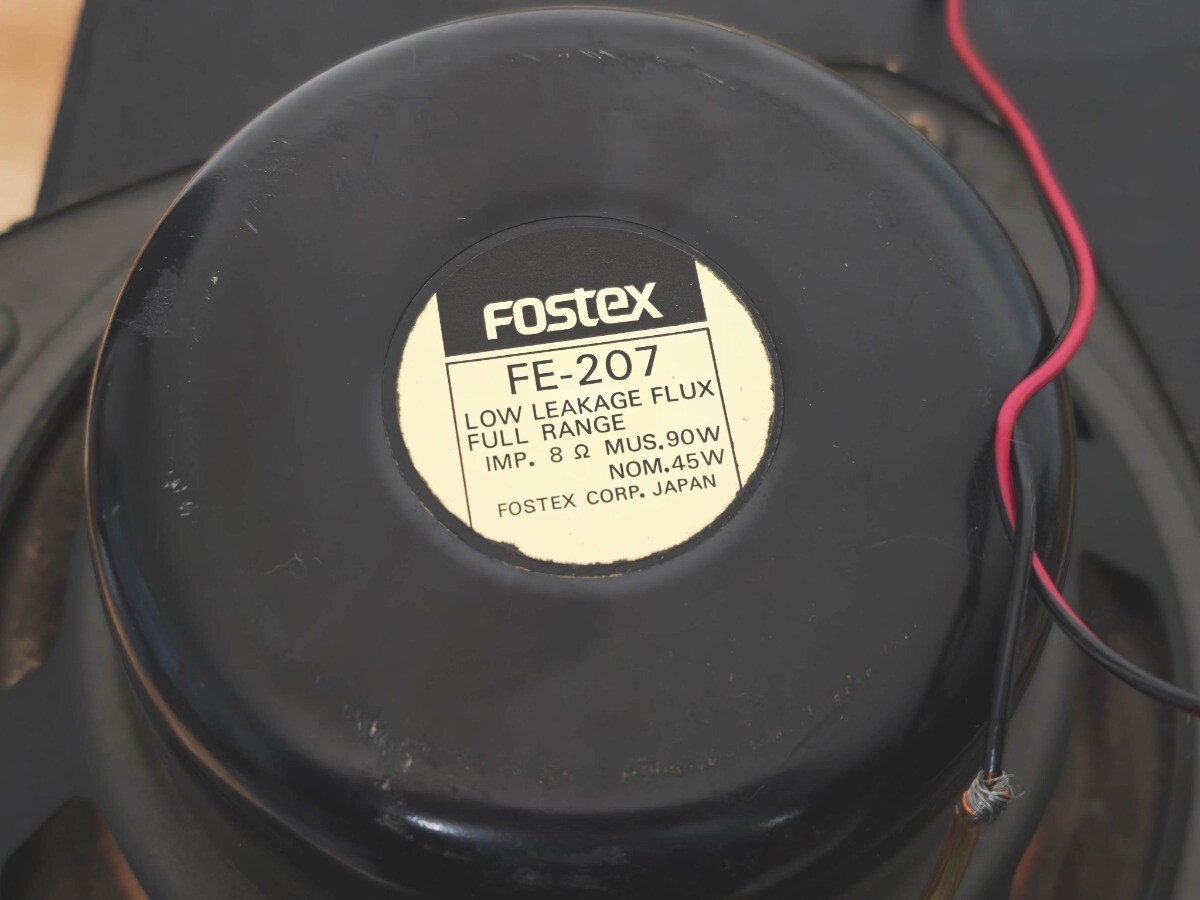 Fostex
FE-207
LOW LEAKAGE FLUX
FULL RANGE
IMP. 8 Ω MUS.90W
NOM.45W
FOSTEX CORP. JAPAN